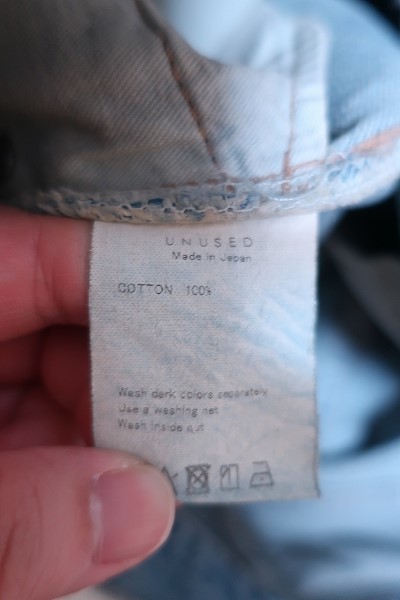 UNUSED
Made in Japan
COTTON 100%
Wash dark colors separately
Use a washing net
Wash inside out